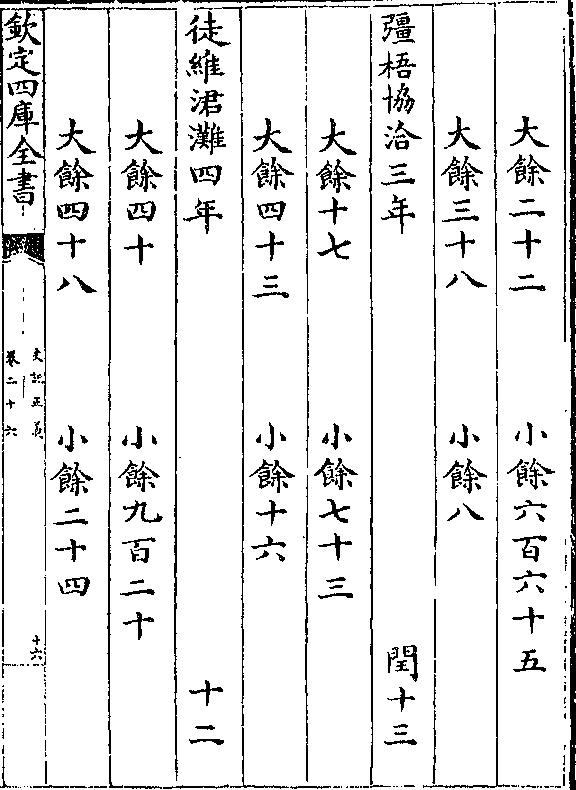 大餘二十二 小餘六百六十五
大餘三十八 小餘八
彊梧協洽三年 閏十三
大餘十七 小餘七十三
大餘四十三 小餘十六
徒維涒灘四年 十二
大餘四十 小餘九百二十
大餘四十八 小餘二十四
欽定四庫全書
史記正義
卷二十六
十六